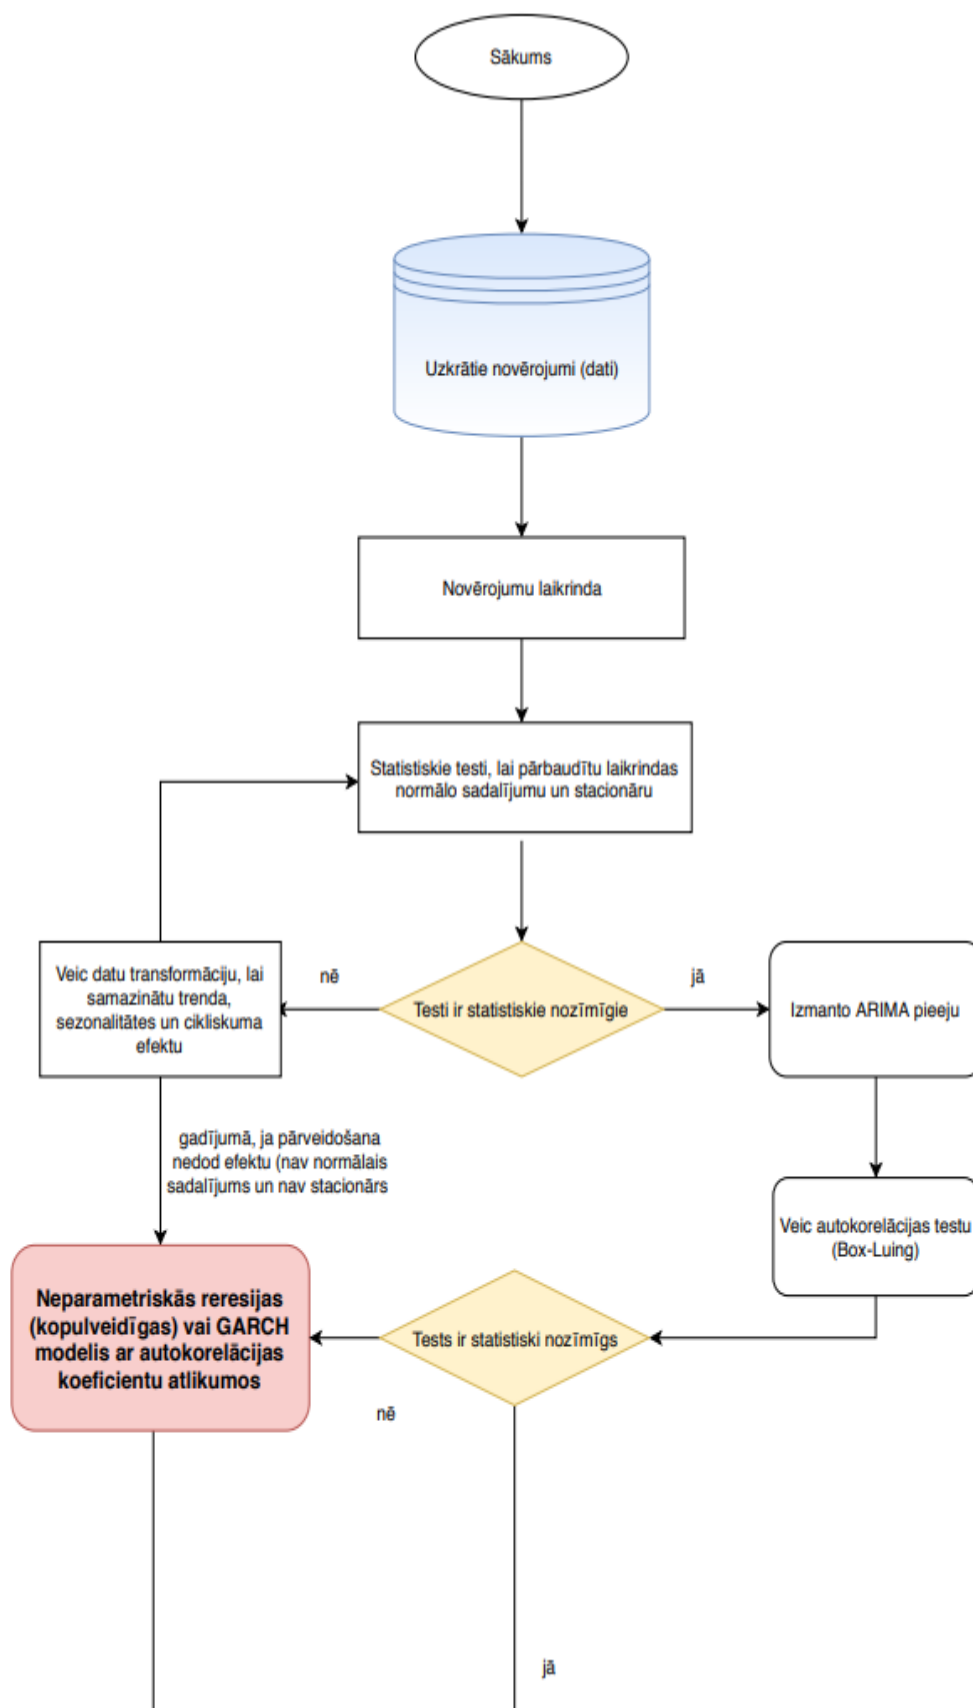 Sākums
Uzkrātie novērojumi (dati)
Novērojumu laikrinda
Statistiskie testi, lai pārbaudītu laikrindas
normālo sadalījumu un stacionāru
Veic datu transformāciju, lai
samazinātu trenda,
sezonalitātes un cikliskuma
efektu
nē
Testi ir statistiskie nozīmīgie
jā
Izmanto ARIMA pieeju
gadījumā, ja pārveidošana
nedod efektu (nav normālais
sadalījums un nav stacionārs
Veic autokorelācijas testu
(Box-Luing)
Neparametriskās reresijas
(kopulveidīgas) vai GARCH
modelis ar autokorelācijas
koeficientu atlikumos
Tests ir statistiski nozīmīgs
nē
jā